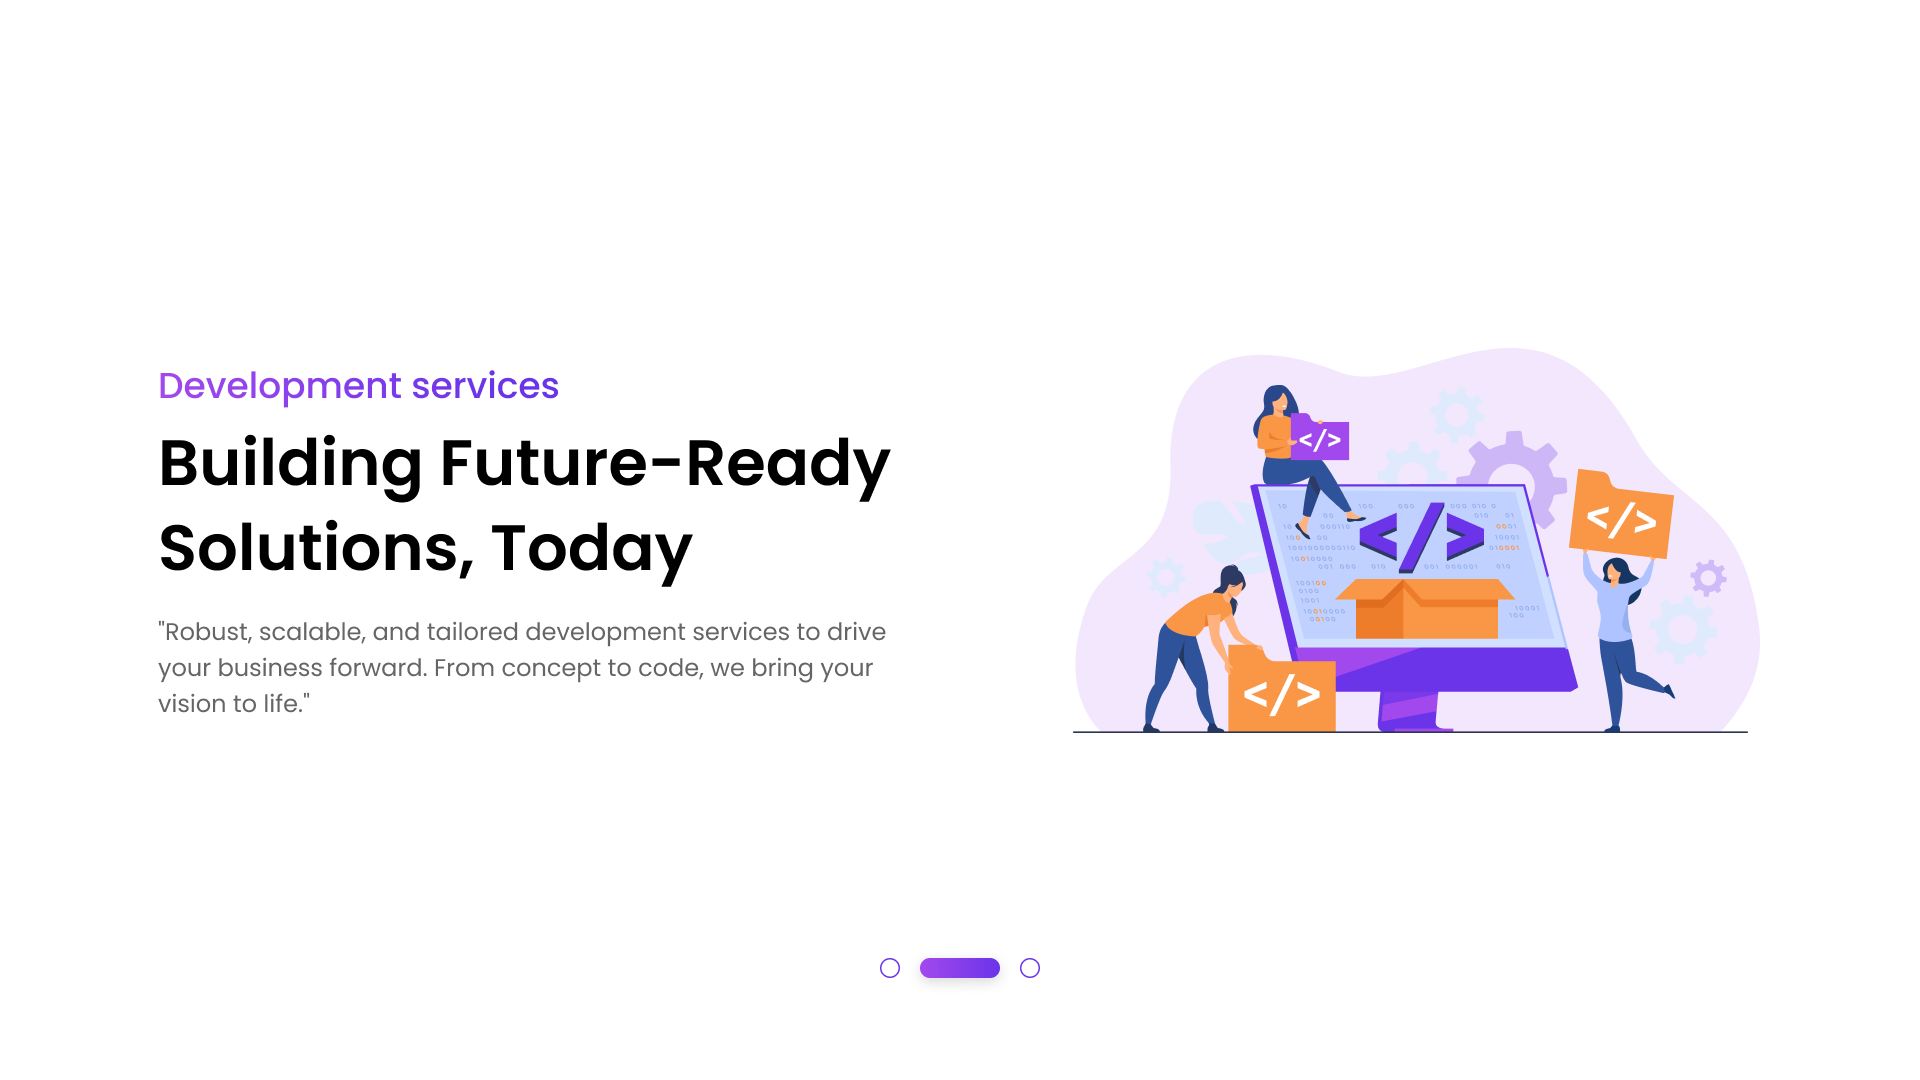 Development services
Building Future-Ready
Solutions, Today
"Robust, scalable, and tailored development services to drive
your business forward. From concept to code, we bring your
vision to life."
</>
</>
</>
</>